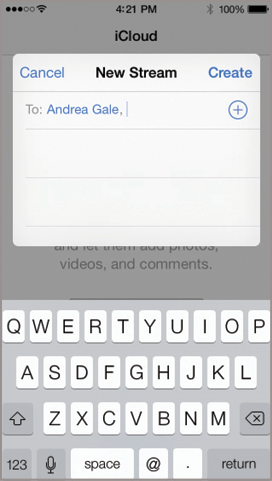 4:21 PM 100%
iCloud
Cancel New Stream Create
To: Andrea Gale,
and let them add photos,
videos, and comments.
Q W E R T Y U I O P
A S D F G H J K L
Z X C V B N M
123 space @ . return